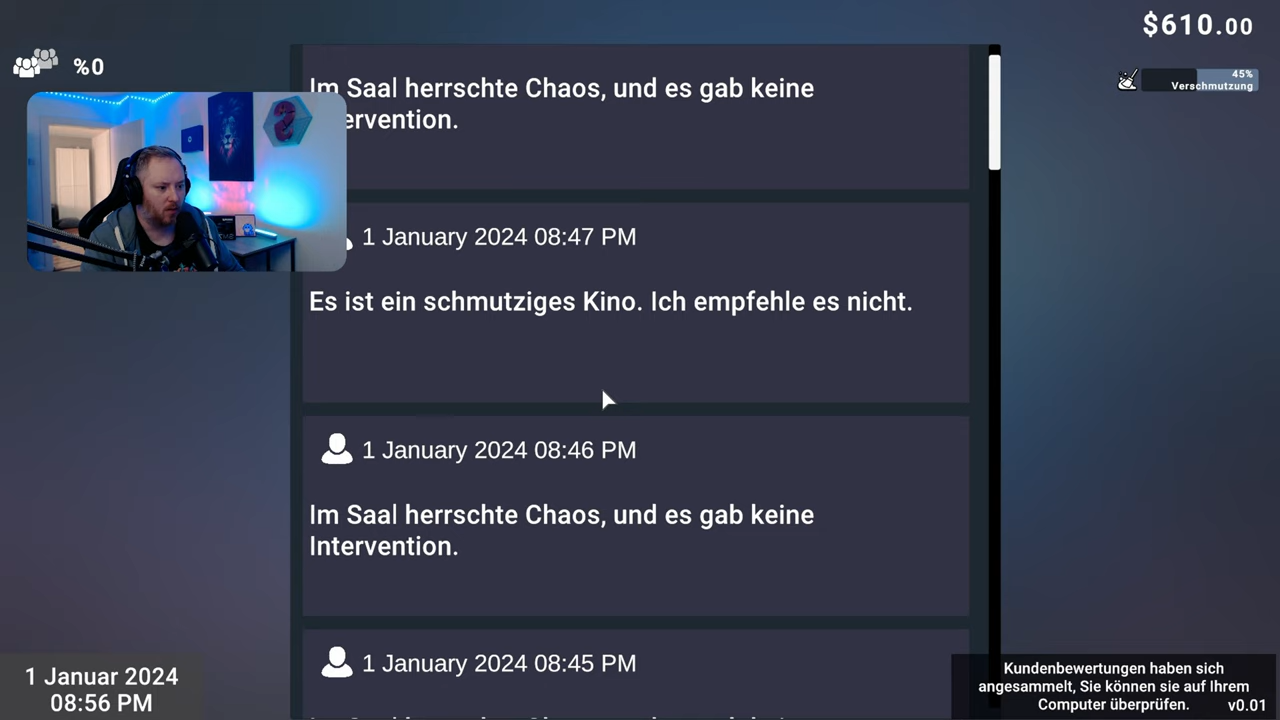 $610.00
%0
45%
Verschmutzung
Im Saal herrschte Chaos, und es gab keine
ervention.
1 January 2024 08:47 PM
Es ist ein schmutziges Kino. Ich empfehle es nicht.
1 January 2024 08:46 PM
Im Saal herrschte Chaos, und es gab keine
Intervention.
1 January 2024 08:45 PM
1 Januar 2024
08:56 PM
Kundenbewertungen haben sich
angesammelt, Sie können sie auf Ihrem
Computer überprüfen.
v0.01